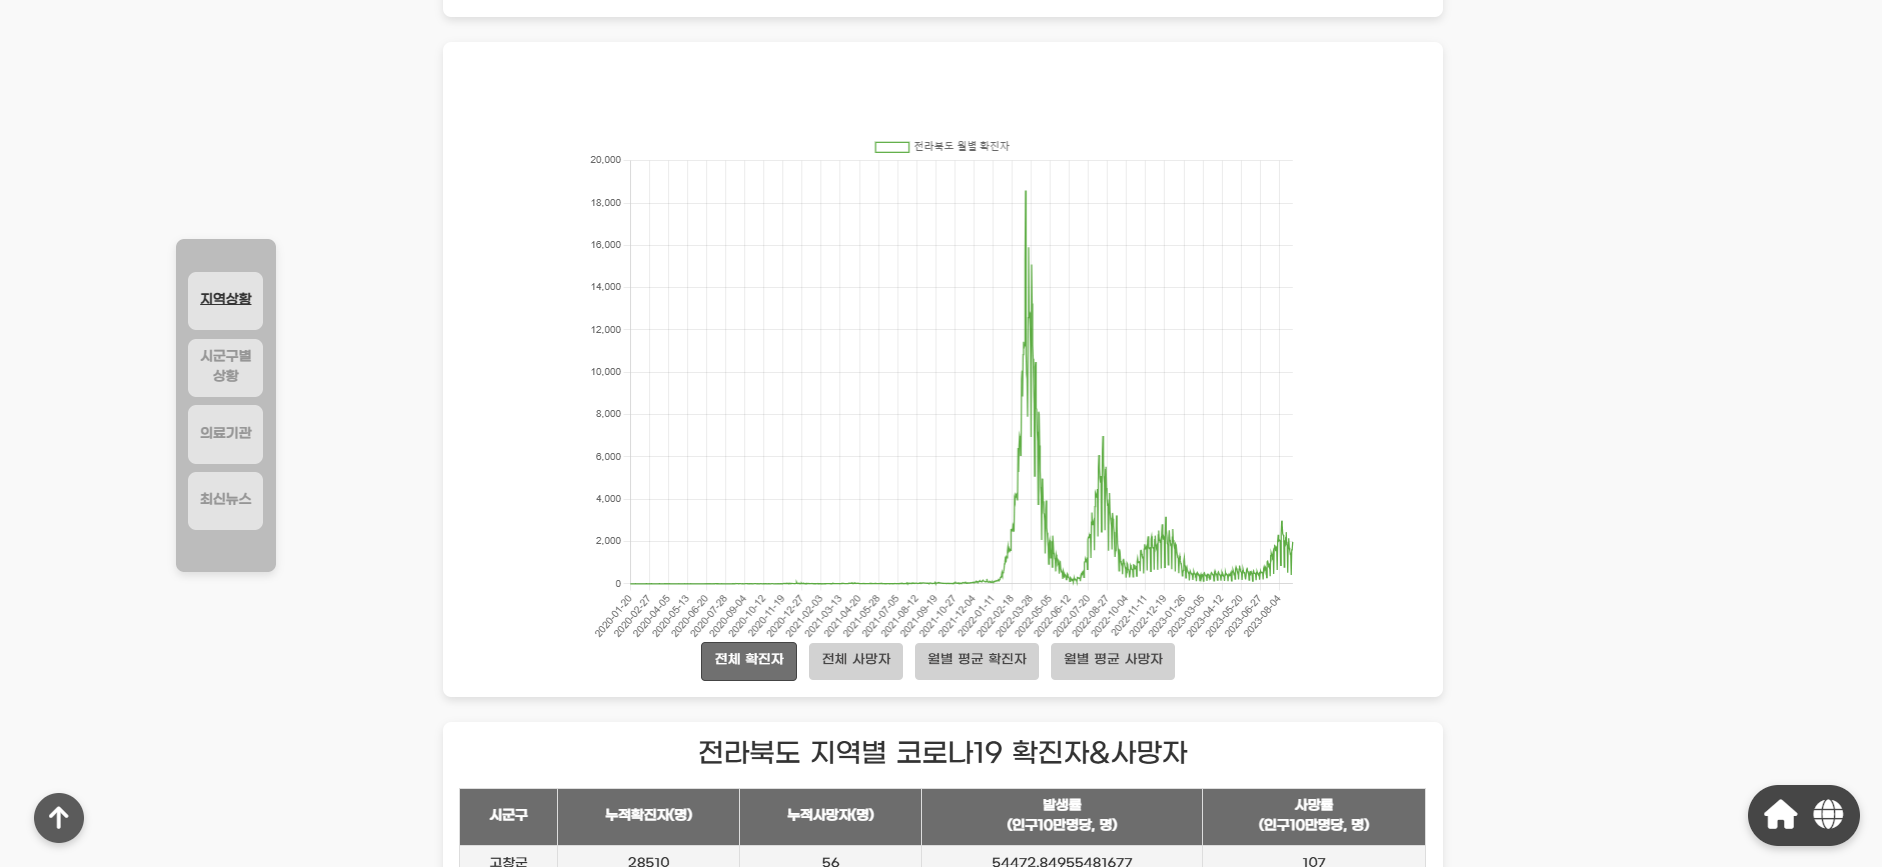 전라북도 월별 확진자
20,000
18,000
16,000
14,000
12,000
10,000
8,000
6,000
4,000
2,000
0
2020-01-20
2020-02-27
2020-04-05
2020-05-13
2020-06-20
2020-07-28
2020-09-04
2020-10-12
2020-11-19
2020-12-27
2021-02-03
2021-03-13
2021-04-20
2021-05-28
2021-07-05
2021-08-12
2021-09-19
2021-10-27
2021-12-04
2022-01-11
2022-02-18
2022-03-28
2022-05-05
2022-06-12
2022-07-20
2022-08-27
2022-10-04
2022-11-11
2022-12-19
2023-01-26
2023-03-05
2023-04-12
2023-05-20
2023-06-27
2023-08-04
지역상황
시군구별
상황
의료기관
최신뉴스
전체 확진자
전체 사망자
월별 평균 확진자
월별 평균 사망자
전라북도 지역별 코로나19 확진자&사망자
시군구
누적확진자(명)
누적사망자(명)
발생률
(인구10만명당, 명)
사망률
(인구10만명당, 명)
고창군
28510
56
54472.84955481677
107